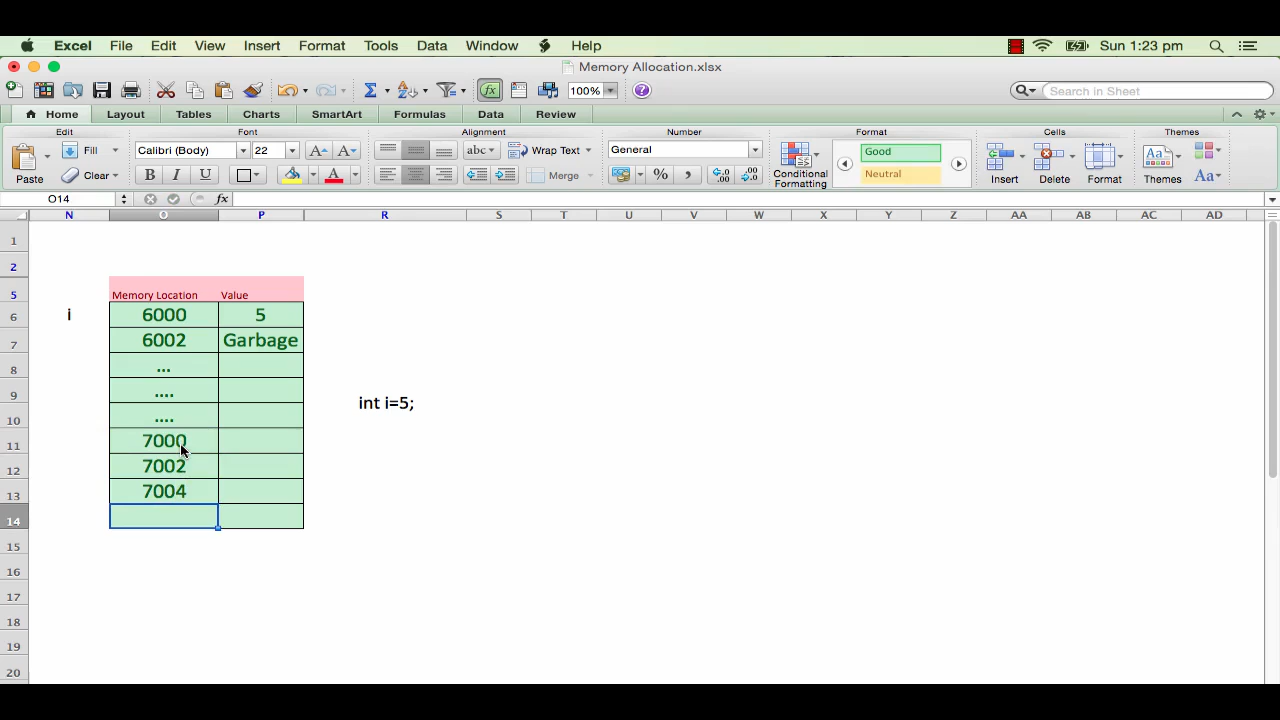 Excel File Edit View Insert Format Tools Data Window Help Sun 1:23 pm
Memory Allocation.xlsx
100% Search in Sheet
Home Layout Tables Charts SmartArt Formulas Data Review
Edit Font Alignment Number Format Cells Themes
Paste Fill Clear Calibri (Body) 22 abc Wrap Text Merge General Conditional Formatting Good Neutral Insert Delete Format Themes Aa
O14 fx
N O P R S T U V W X Y Z AA AB AC AD
1
2
5 Memory Location Value
6 i 6000 5
7 6002 Garbage
8 ...
9 ....
int i=5;
10 ....
11 7000
12 7002
13 7004
14
15
16
17
18
19
20